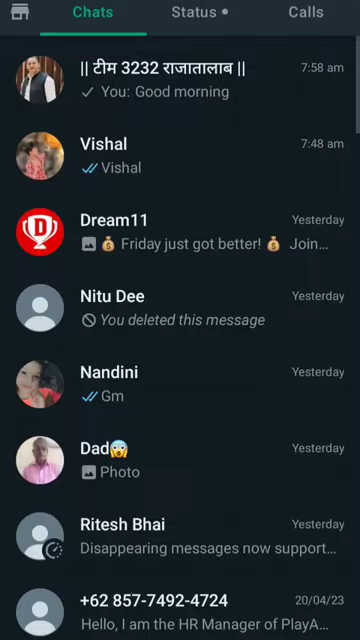 Chats Status Calls
|| टीम 3232 राजातालाब || 7:58 am
You: Good morning
Vishal 7:48 am
Vishal
Dream11 Yesterday
💰 Friday just got better! 💰 Join...
Nitu Dee Yesterday
You deleted this message
Nandini Yesterday
Gm
Dad😱 Yesterday
Photo
Ritesh Bhai Yesterday
Disappearing messages now support...
+62 857-7492-4724 20/04/23
Hello, I am the HR Manager of PlayA...